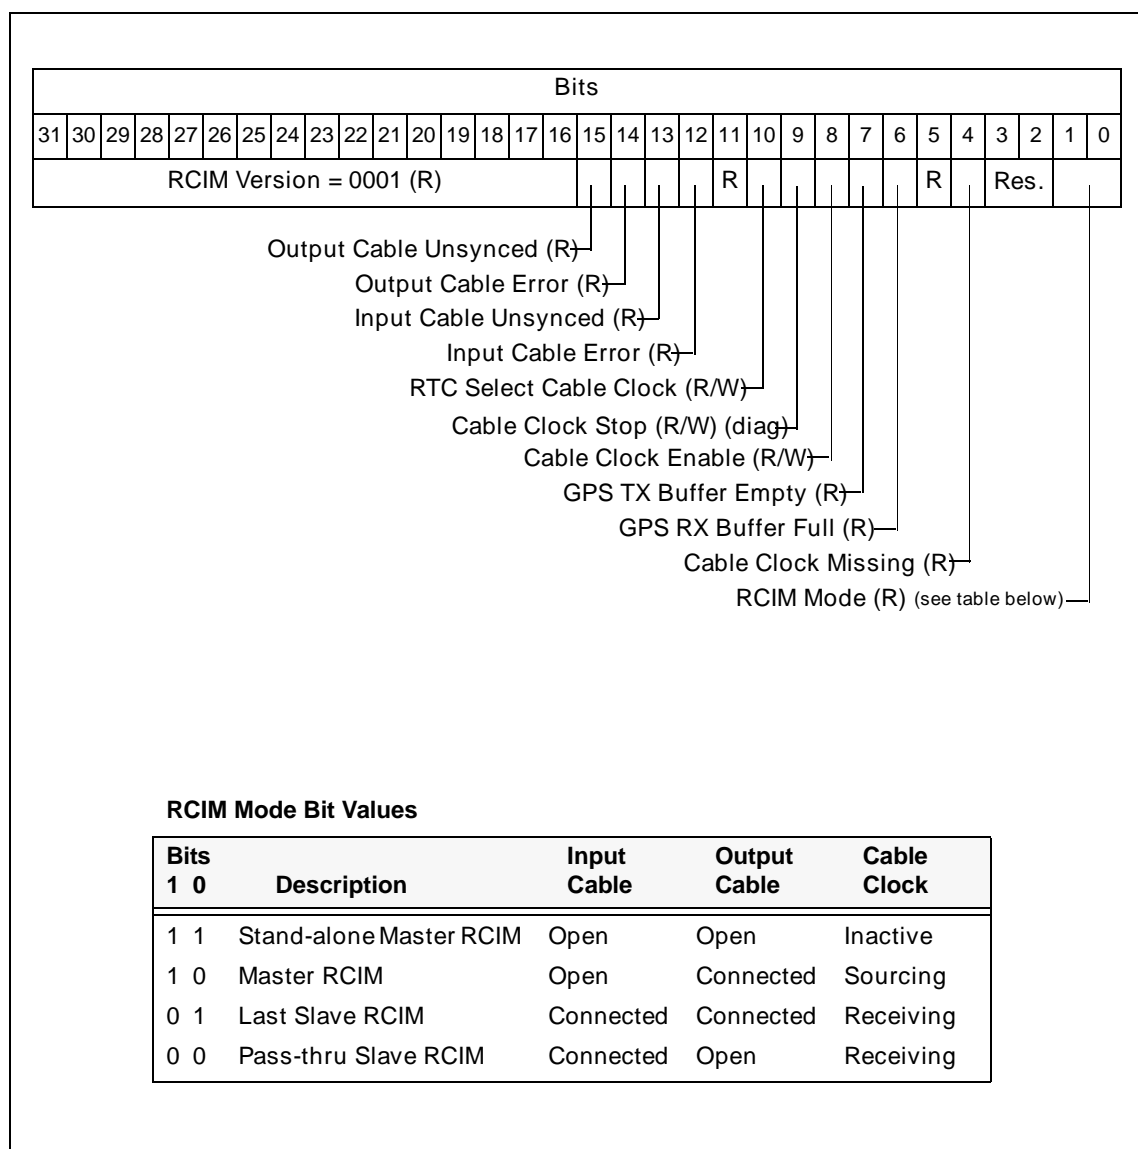 Bits
31 30 29 28 27 26 25 24 23 22 21 20 19 18 17 16 15 14 13 12 11 10 9 8 7 6 5 4 3 2 1 0
RCIM Version = 0001 (R) R R Res.
Output Cable Unsynced (R)
Output Cable Error (R)
Input Cable Unsynced (R)
Input Cable Error (R)
RTC Select Cable Clock (R/W)
Cable Clock Stop (R/W) (diag)
Cable Clock Enable (R/W)
GPS TX Buffer Empty (R)
GPS RX Buffer Full (R)
Cable Clock Missing (R)
RCIM Mode (R) (see table below)
RCIM Mode Bit Values
Bits Input Output Cable
1 0 Description Cable Cable Clock
1 1 Stand-alone Master RCIM Open Open Inactive
1 0 Master RCIM Open Connected Sourcing
0 1 Last Slave RCIM Connected Connected Receiving
0 0 Pass-thru Slave RCIM Connected Open Receiving